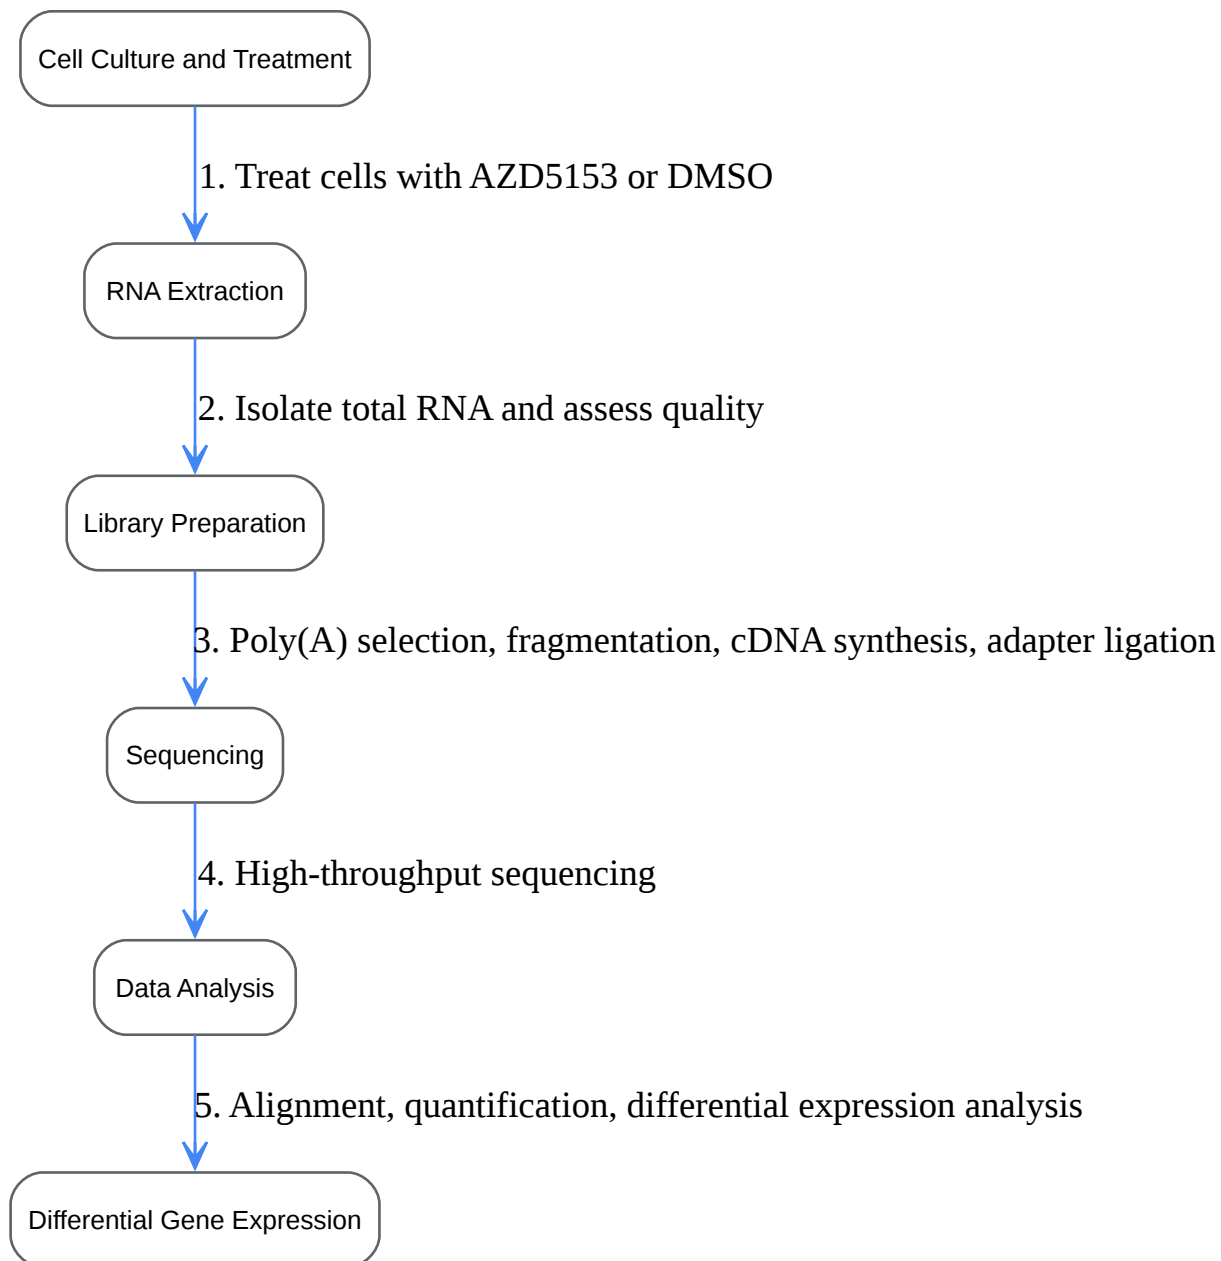 Cell Culture and Treatment
1. Treat cells with AZD5153 or DMSO
RNA Extraction
2. Isolate total RNA and assess quality
Library Preparation
3. Poly(A) selection, fragmentation, cDNA synthesis, adapter ligation
Sequencing
4. High-throughput sequencing
Data Analysis
5. Alignment, quantification, differential expression analysis
Differential Gene Expression